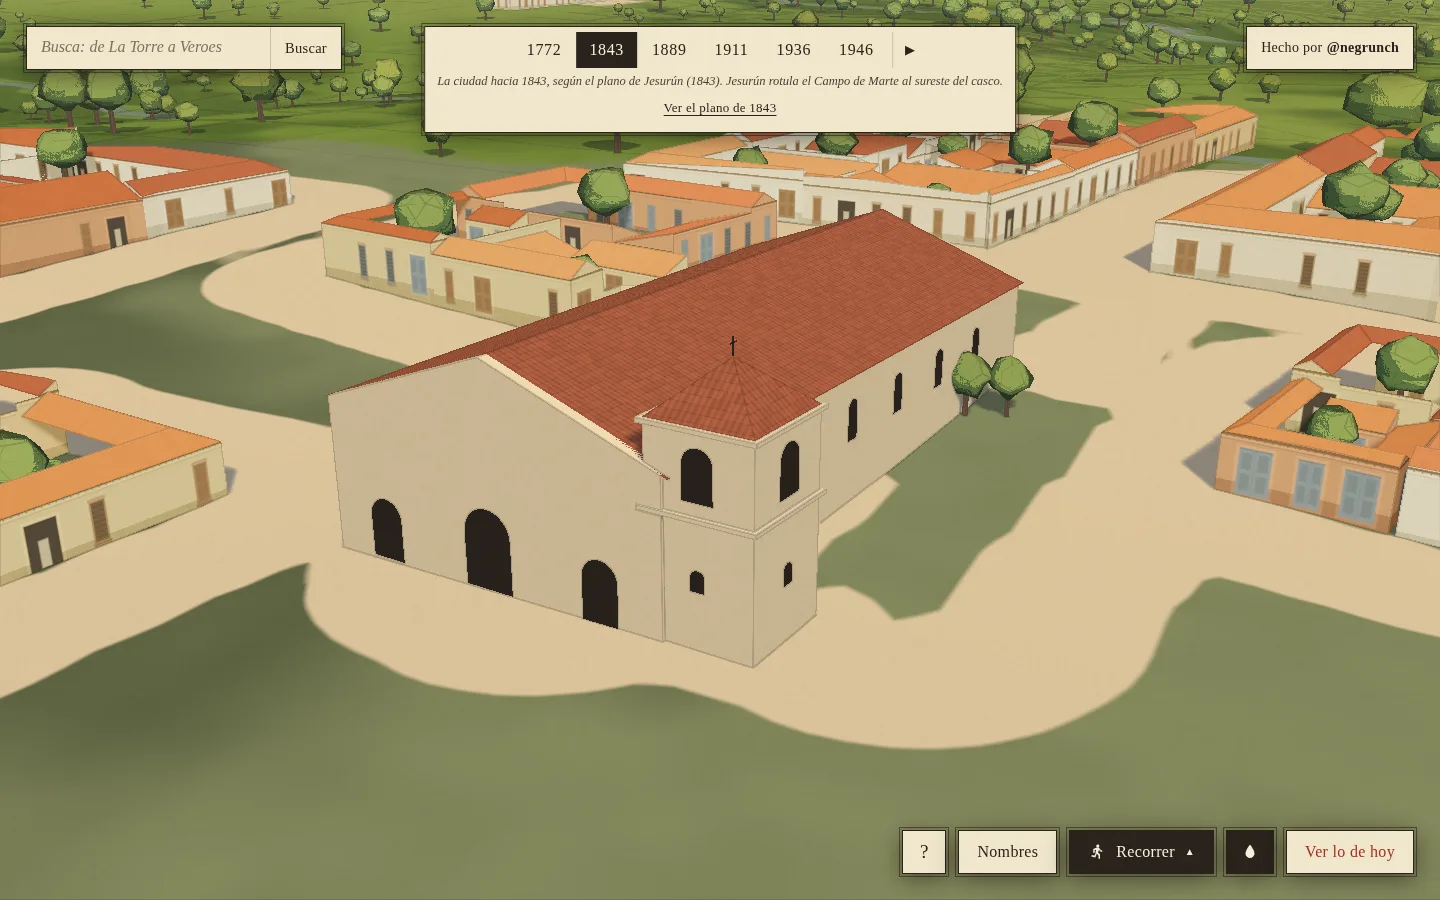 Busca: de La Torre a Veroes
Buscar
1772 1843 1889 1911 1936 1946
La ciudad hacia 1843, según el plano de Jesurún (1843). Jesurún rotula el Campo de Marte al sureste del casco.
Ver el plano de 1843
Hecho por @negrunch
?
Nombres
Recorrer
Ver lo de hoy